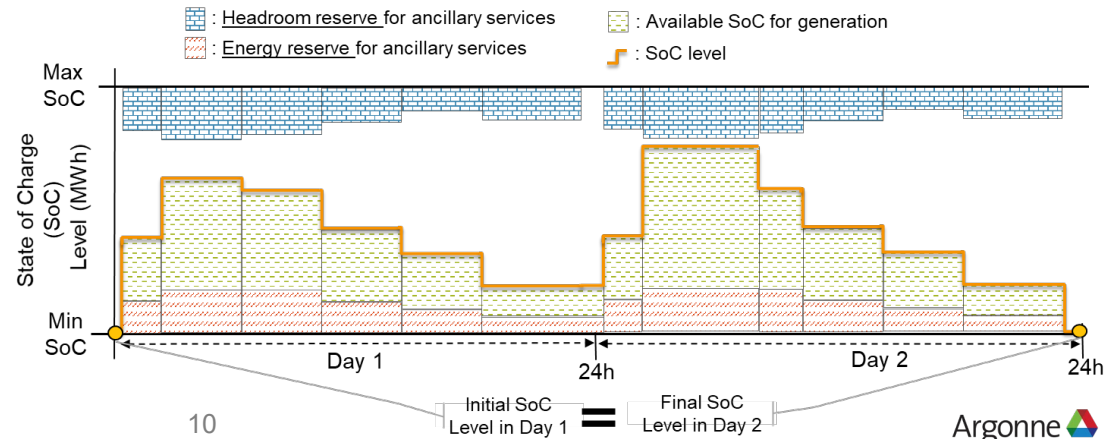 : Headroom reserve for ancillary services
: Energy reserve for ancillary services
: Available SoC for generation
: SoC level
Max
SoC
State of Charge
(SoC)
Level (MWh)
Min
SoC
Day 1
24h
Day 2
24h
Initial SoC
Level in Day 1
=
Final SoC
Level in Day 2
10
Argonne